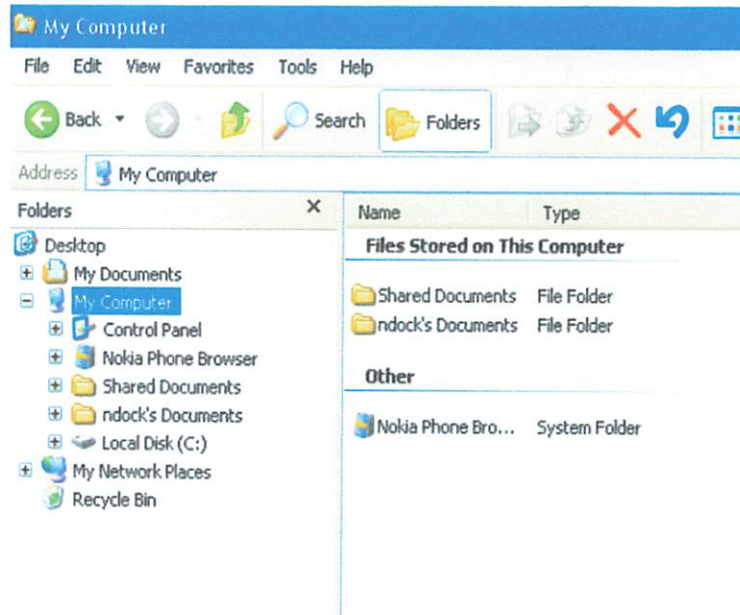 My Computer
File Edit View Favorites Tools Help
Back Search Folders
Address My Computer
Folders
Desktop
My Documents
My Computer
Control Panel
Nokia Phone Browser
Shared Documents
ndock's Documents
Local Disk (C:)
My Network Places
Recycle Bin
Name Type
Files Stored on This Computer
Shared Documents File Folder
ndock's Documents File Folder
Other
Nokia Phone Bro... System Folder